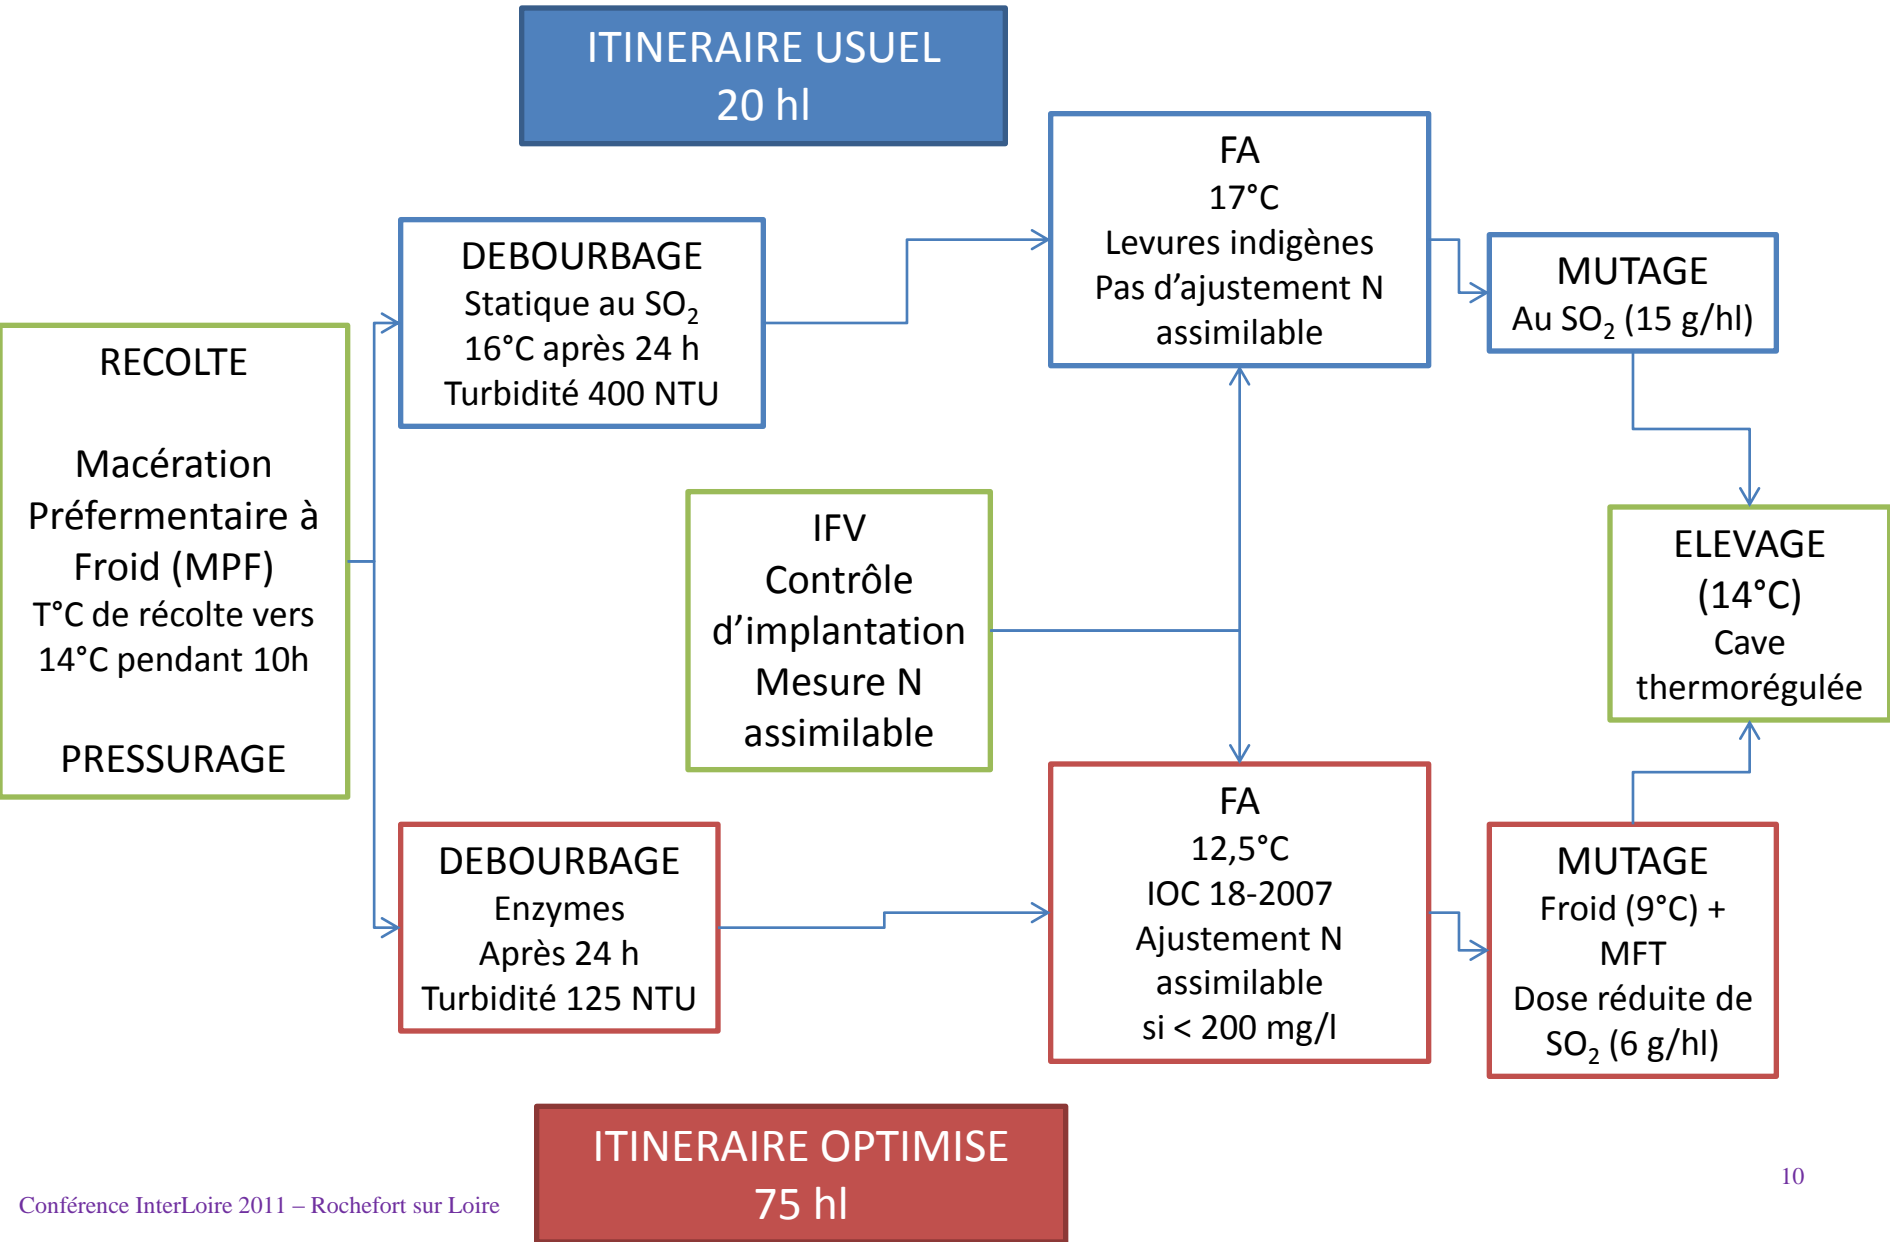 ITINERAIRE USUEL
20 hl
RECOLTE
Macération
Préfermentaire à
Froid (MPF)
T°C de récolte vers
14°C pendant 10h
PRESSURAGE
DEBOURBAGE
Statique au SO₂
16°C après 24 h
Turbidité 400 NTU
FA
17°C
Levures indigènes
Pas d’ajustement N
assimilable
MUTAGE
Au SO₂ (15 g/hl)
IFV
Contrôle
d’implantation
Mesure N
assimilable
ELEVAGE
(14°C)
Cave
thermorégulée
DEBOURBAGE
Enzymes
Après 24 h
Turbidité 125 NTU
FA
12,5°C
IOC 18-2007
Ajustement N
assimilable
si < 200 mg/l
MUTAGE
Froid (9°C) +
MFT
Dose réduite de
SO₂ (6 g/hl)
ITINERAIRE OPTIMISE
75 hl
Conférence InterLoire 2011 – Rochefort sur Loire
10